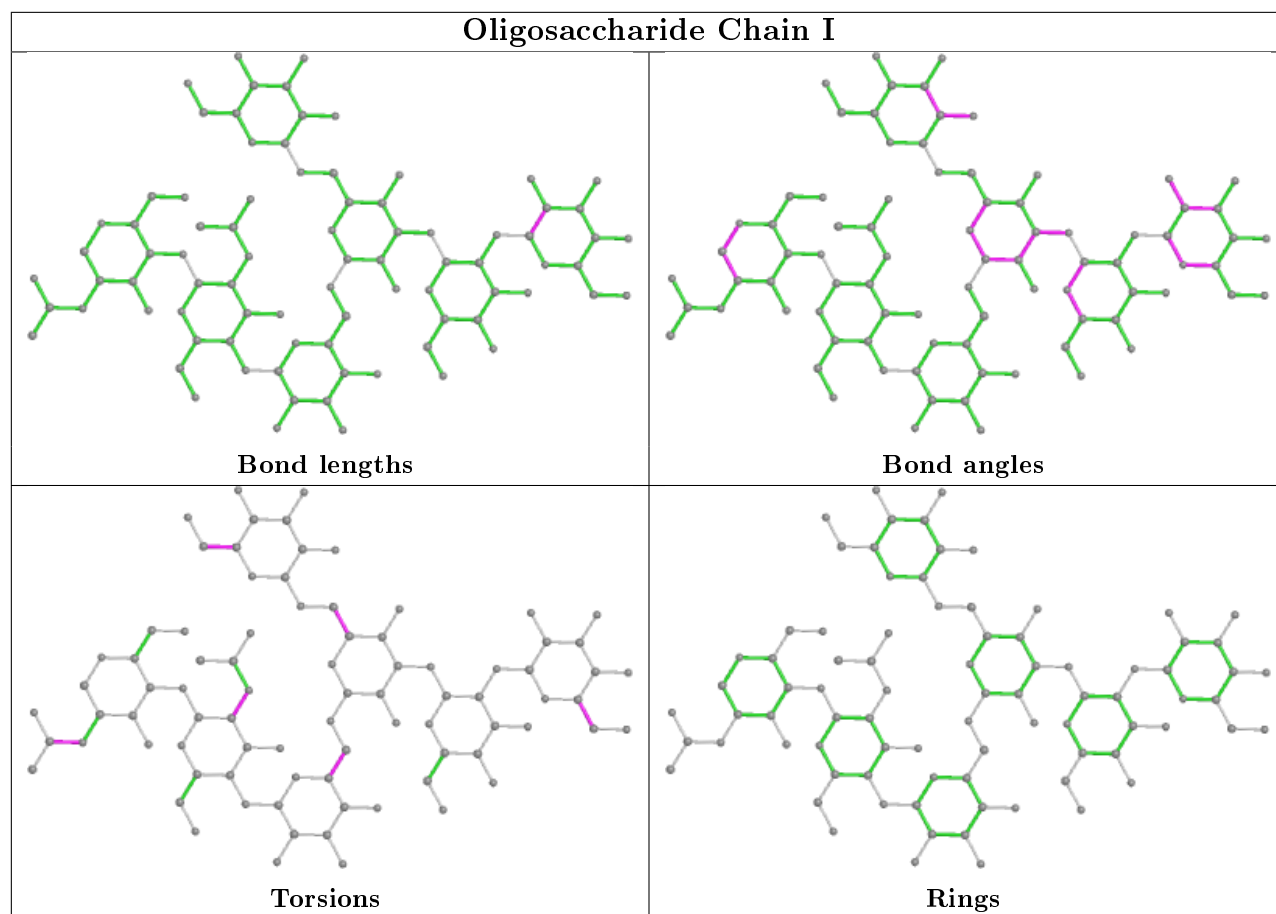 Oligosaccharide Chain I
Bond lengths
Bond angles
Torsions
Rings